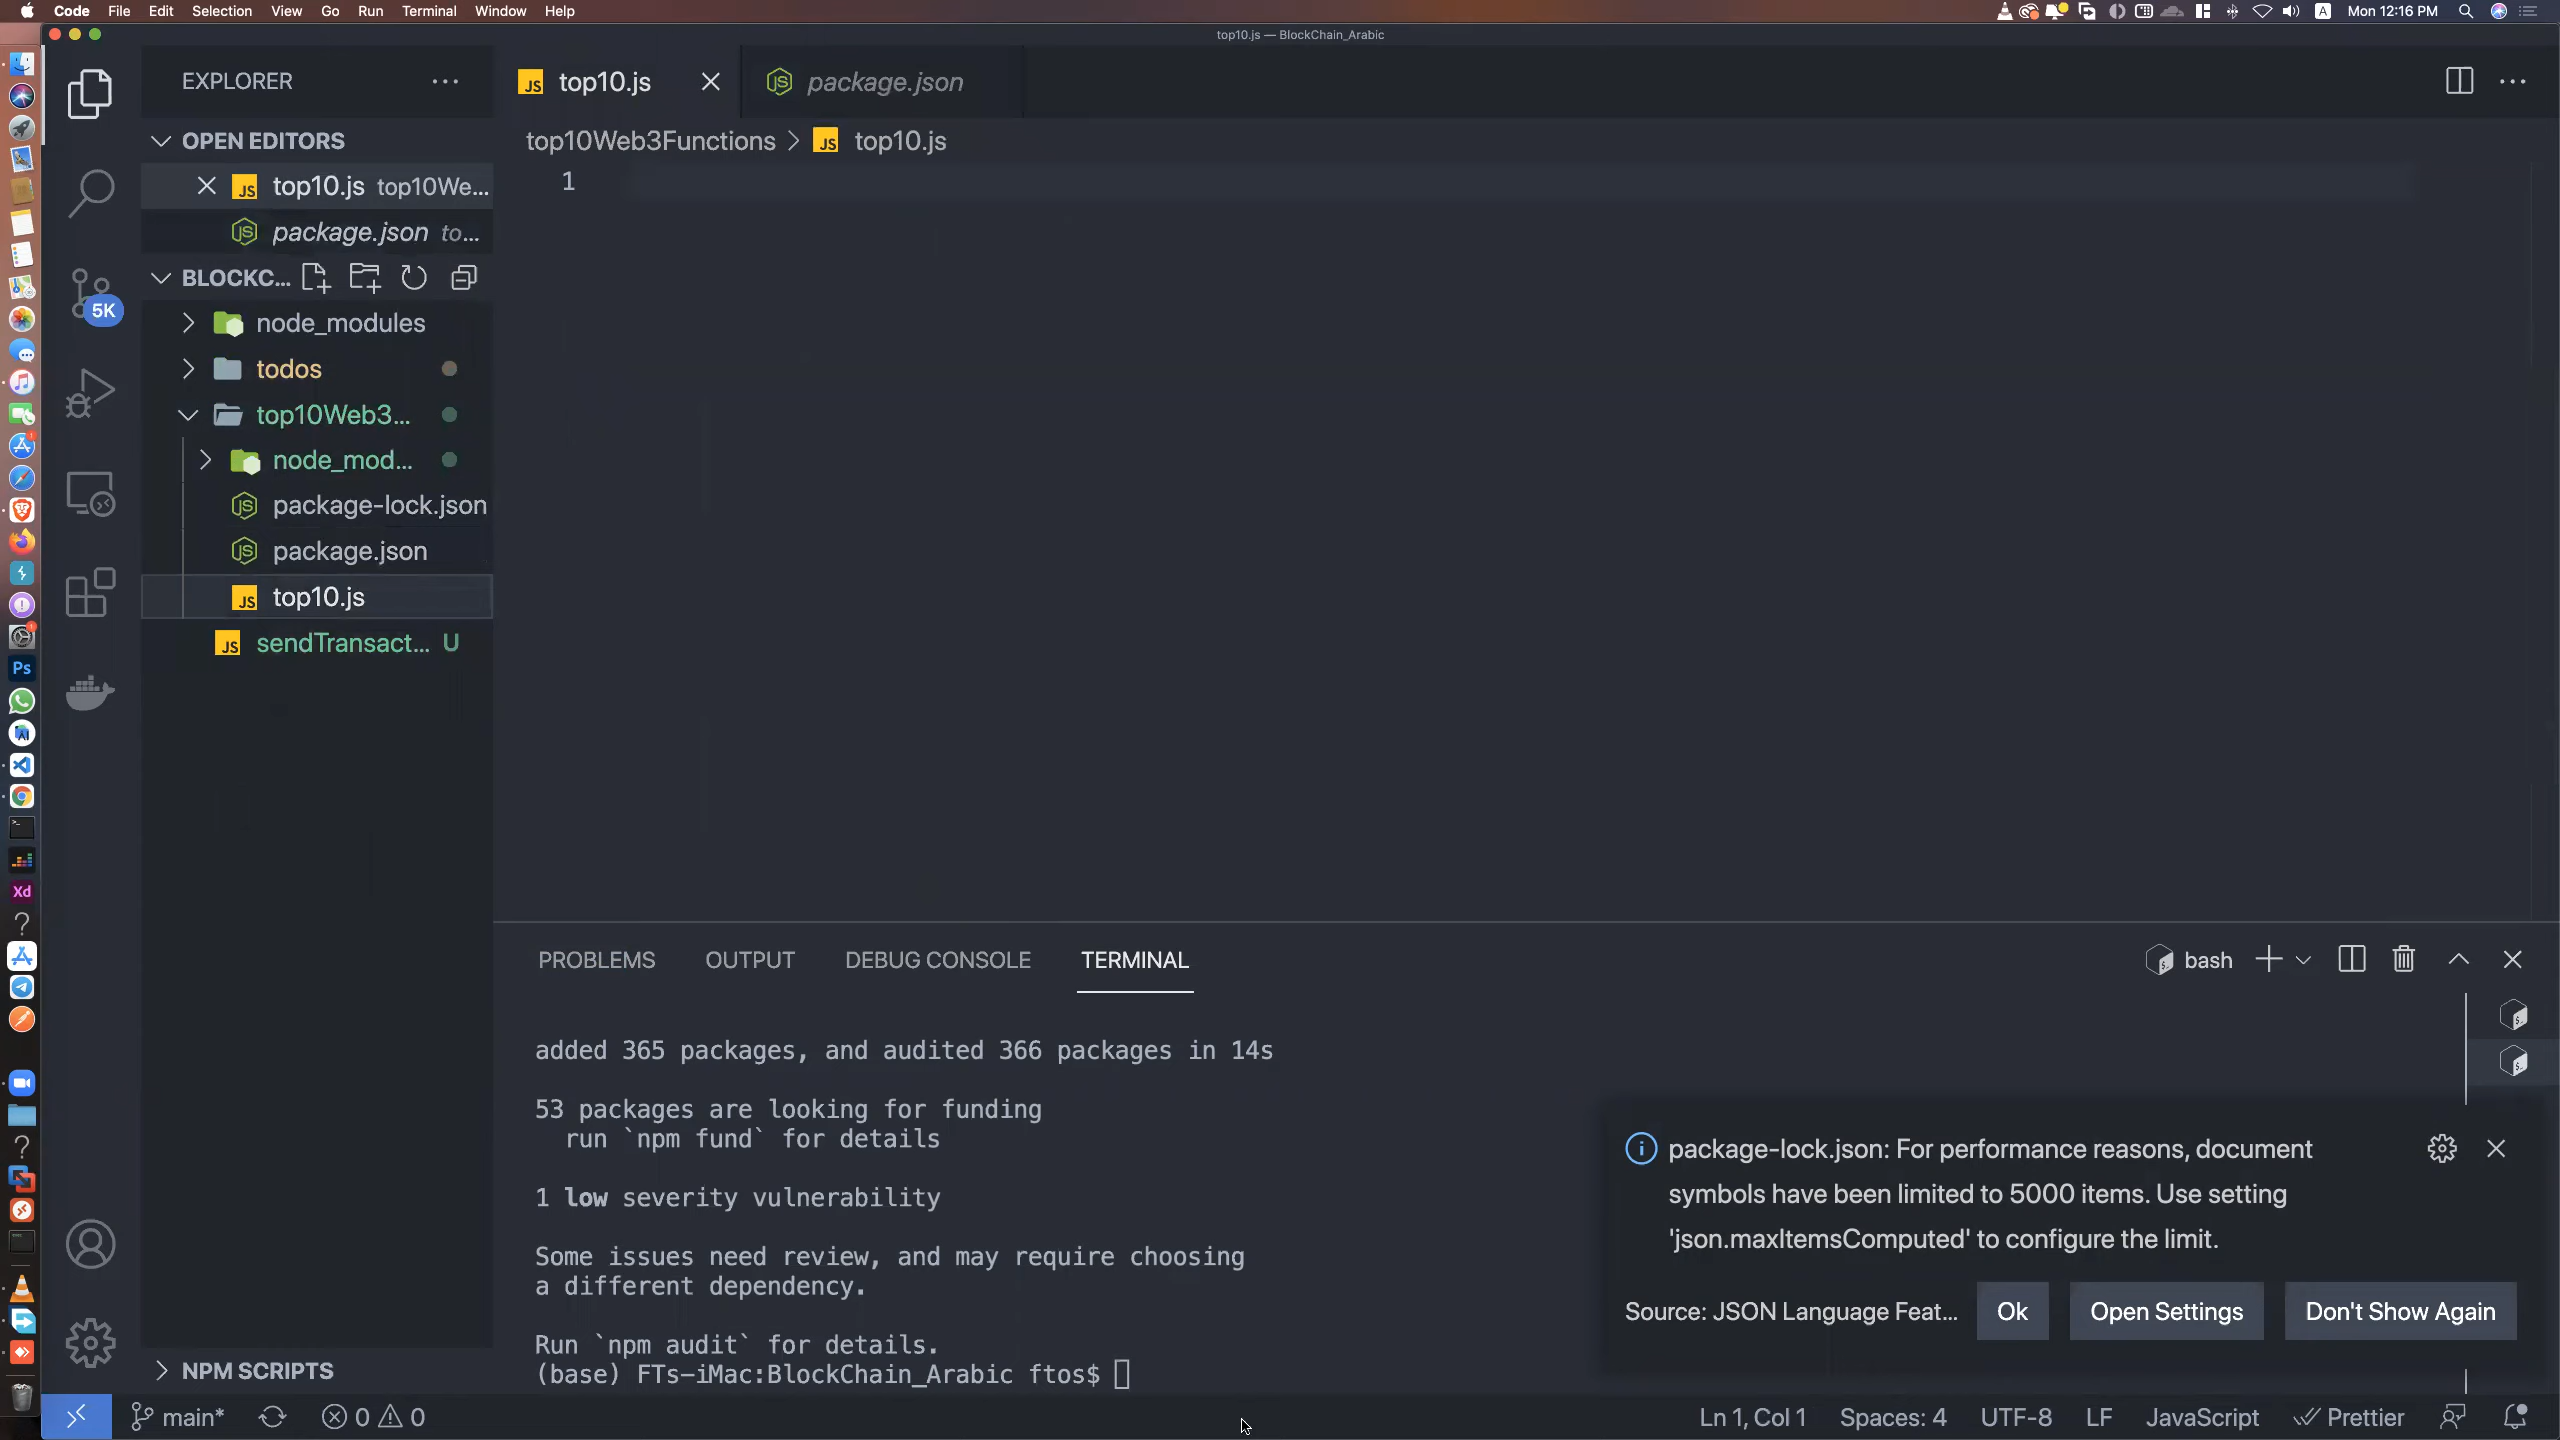 Code File Edit Selection View Go Run Terminal Window Help
A Mon 12:16 PM
top10.js — BlockChain_Arabic
EXPLORER
OPEN EDITORS
JS top10.js top10We...
package.json to...
BLOCKC...
node_modules
todos
top10Web3...
node_mod...
package-lock.json
package.json
JS top10.js
JS sendTransact... U
NPM SCRIPTS
5K
JS top10.js
package.json
top10Web3Functions > JS top10.js
1
PROBLEMS OUTPUT DEBUG CONSOLE TERMINAL
bash
added 365 packages, and audited 366 packages in 14s
53 packages are looking for funding
run `npm fund` for details
1 low severity vulnerability
Some issues need review, and may require choosing
a different dependency.
Run `npm audit` for details.
(base) FTs-iMac:BlockChain_Arabic ftos$
package-lock.json: For performance reasons, document
symbols have been limited to 5000 items. Use setting
'json.maxItemsComputed' to configure the limit.
Source: JSON Language Feat...
Ok
Open Settings
Don't Show Again
main* 0 0
Ln 1, Col 1 Spaces: 4 UTF-8 LF JavaScript Prettier
Ps
Xd